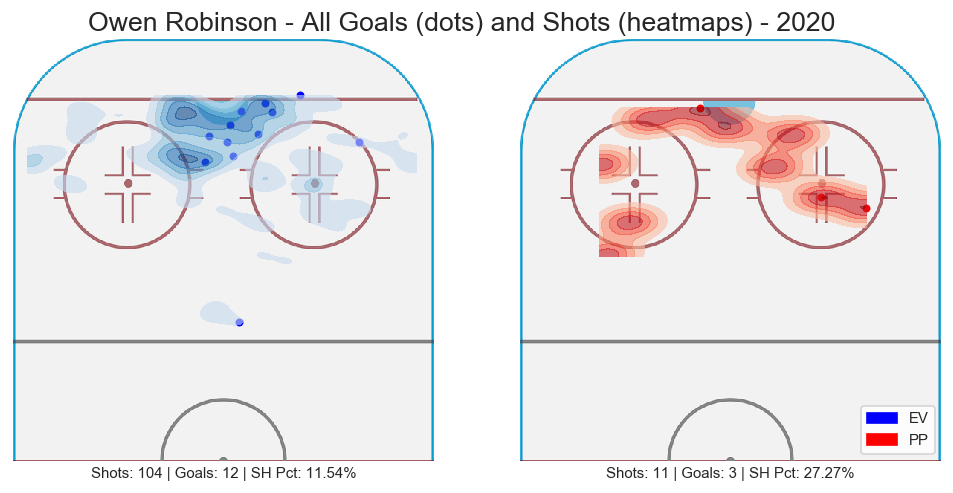 Owen Robinson - All Goals (dots) and Shots (heatmaps) - 2020
EV
PP
Shots: 104 | Goals: 12 | SH Pct: 11.54%
Shots: 11 | Goals: 3 | SH Pct: 27.27%